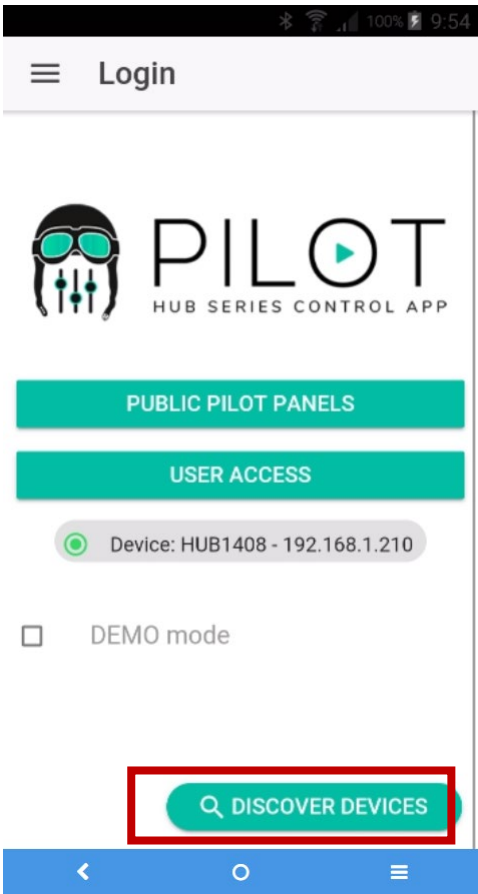 100% 9:54
Login
PILOT
HUB SERIES CONTROL APP
PUBLIC PILOT PANELS
USER ACCESS
Device: HUB1408 - 192.168.1.210
DEMO mode
DISCOVER DEVICES